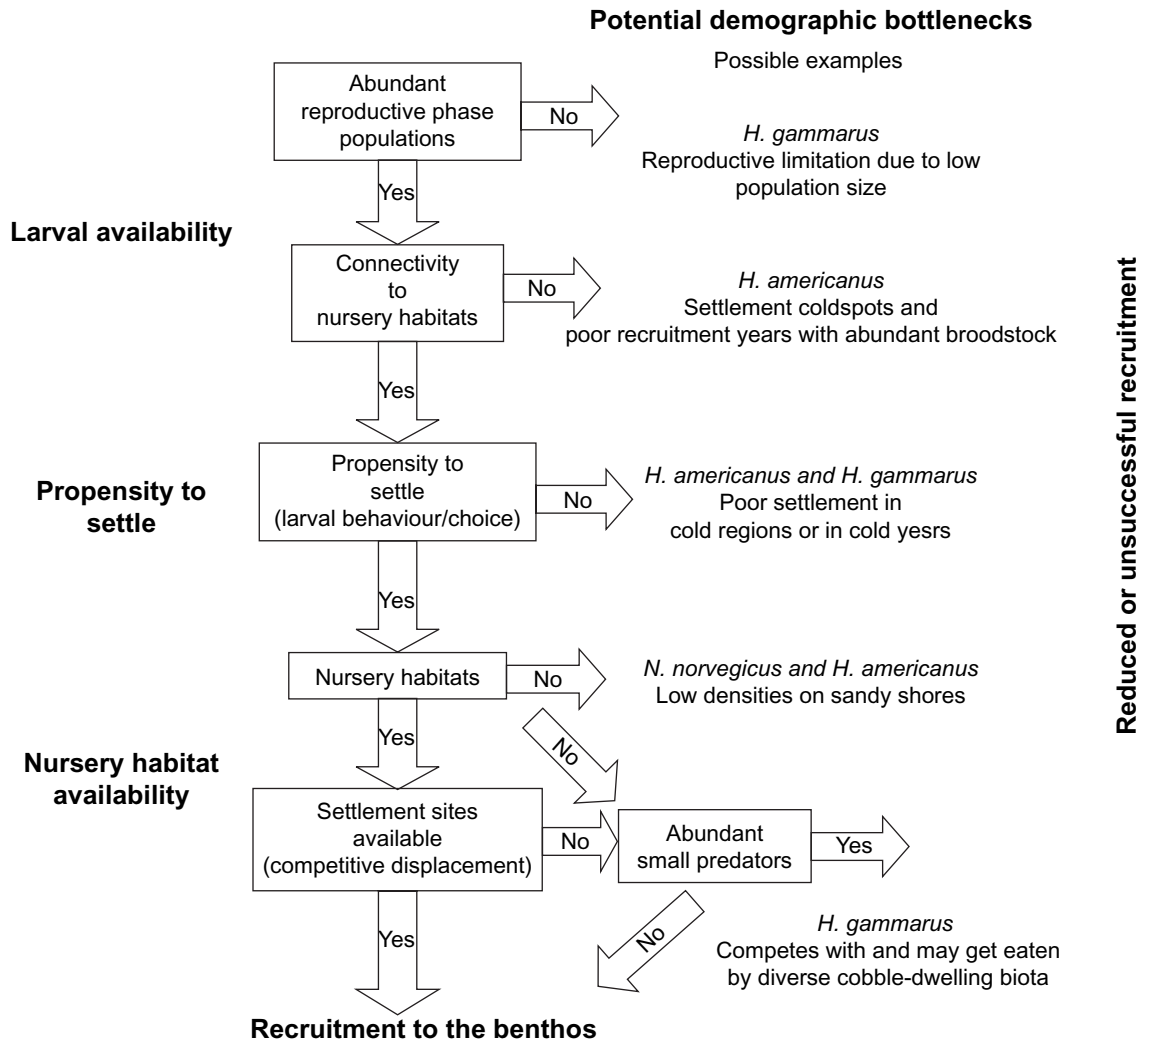 Potential demographic bottlenecks
Possible examples
Abundant
reproductive phase
populations
No
H. gammarus
Reproductive limitation due to low
population size
Yes
Larval availability
Connectivity
to
nursery habitats
No
H. americanus
Settlement coldspots and
poor recruitment years with abundant broodstock
Yes
Propensity to
settle
Propensity to
settle
(larval behaviour/choice)
No
H. americanus and H. gammarus
Poor settlement in
cold regions or in cold yesrs
Yes
Nursery habitats
No
N. norvegicus and H. americanus
Low densities on sandy shores
Yes
No
Nursery habitat
availability
Settlement sites
available
(competitive displacement)
No
Abundant
small predators
Yes
No
H. gammarus
Competes with and may get eaten
by diverse cobble-dwelling biota
Yes
Recruitment to the benthos
Reduced or unsuccessful recruitment